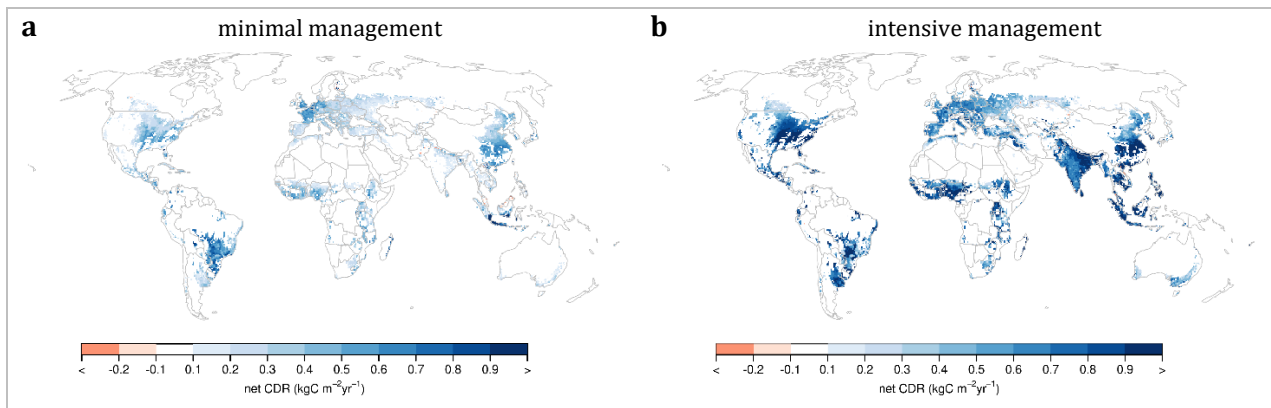 a minimal management
b intensive management
< -0.2 -0.1 0.1 0.2 0.3 0.4 0.5 0.6 0.7 0.8 0.9 >
net CDR (kgC m⁻²yr⁻¹)
< -0.2 -0.1 0.1 0.2 0.3 0.4 0.5 0.6 0.7 0.8 0.9 >
net CDR (kgC m⁻²yr⁻¹)